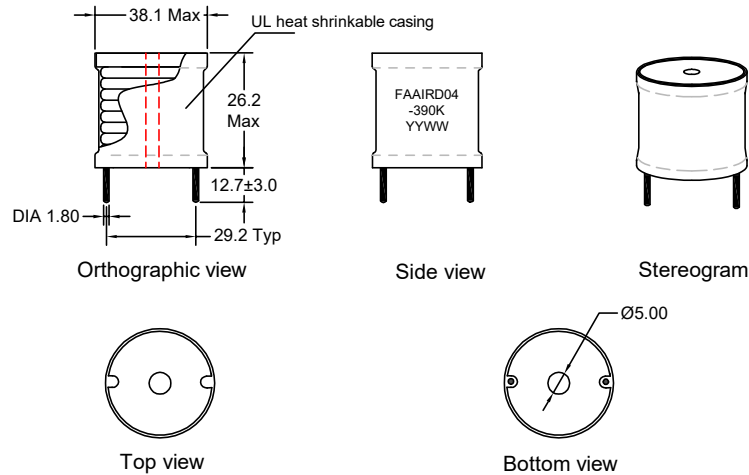 38.1 Max
UL heat shrinkable casing
26.2
Max
12.7±3.0
DIA 1.80
29.2 Typ
Orthographic view
FAAIRD04
-390K
YYWW
Side view
Stereogram
Top view
Ø5.00
Bottom view